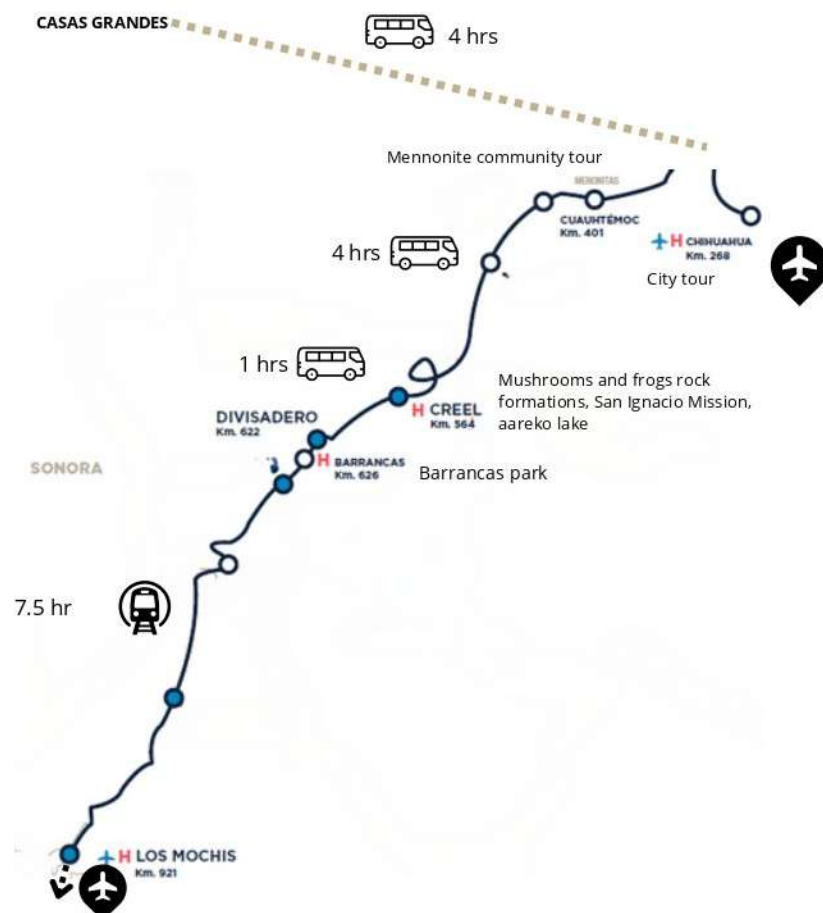 CASAS GRANDES
4 hrs
Mennonite community tour
MENONITAS
CUAUHTÉMOC
Km. 401
H CHIHUAHUA
Km. 268
City tour
4 hrs
1 hrs
Mushrooms and frogs rock
formations, San Ignacio Mission,
aareko lake
H CREEL
Km. 564
DIVISADERO
Km. 622
H BARRANCAS
Km. 626
Barrancas park
SONORA
7.5 hr
H LOS MOCHIS
Km. 921